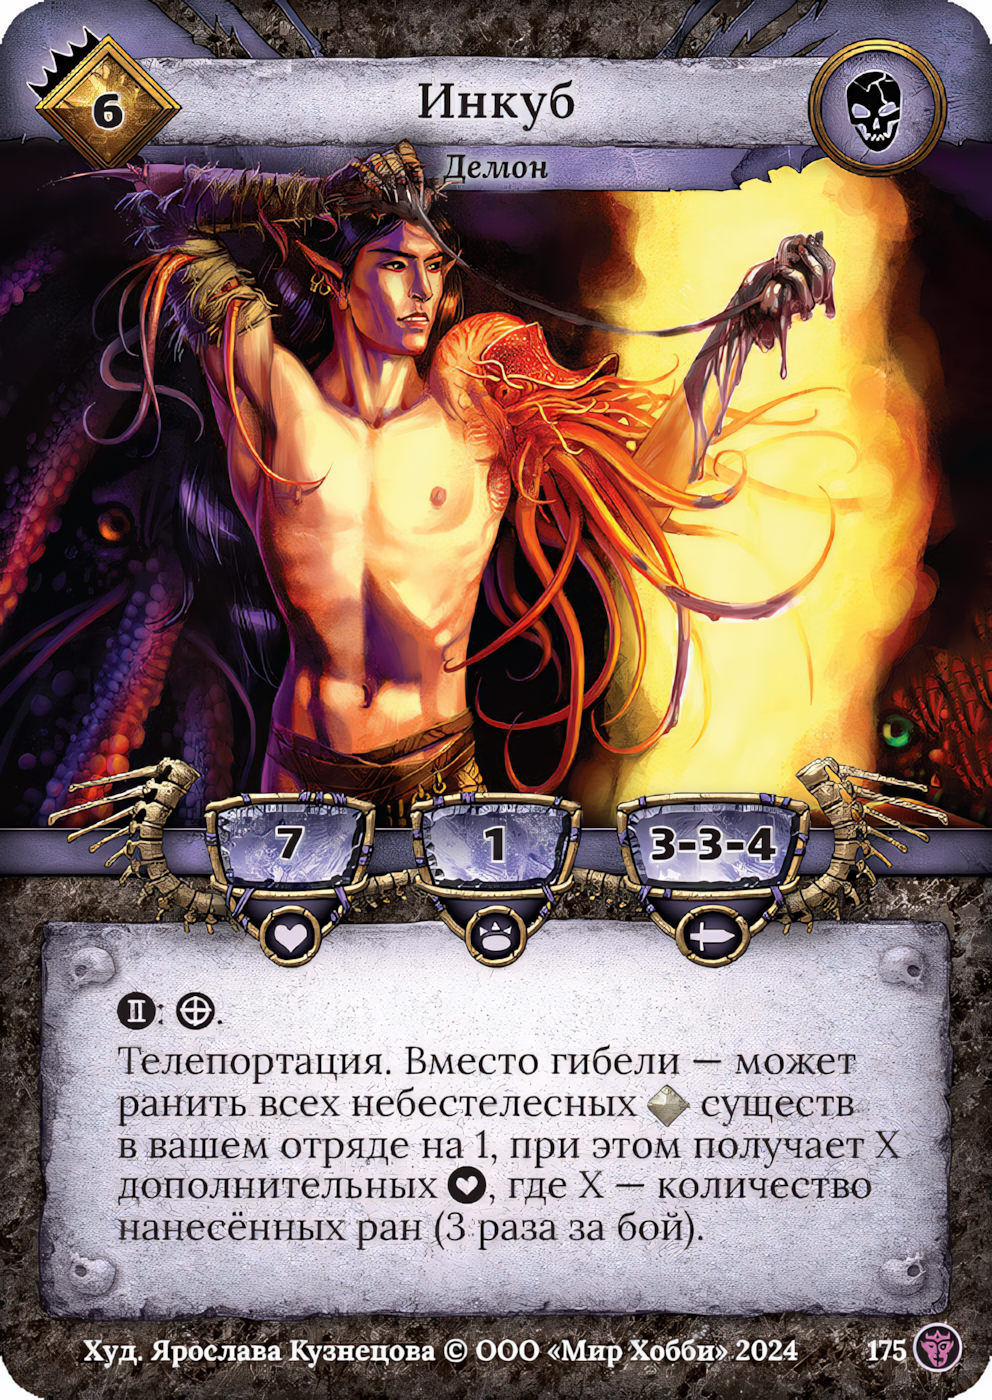 6
Инкуб
Демон
7
1
3-3-4
II: .
Телепортация. Вместо гибели — может
ранить всех небестелесных существ
в вашем отряде на 1, при этом получает X
дополнительных , где X — количество
нанесённых ран (3 раза за бой).
Худ. Ярослава Кузнецова © ООО «Мир Хобби» 2024
175